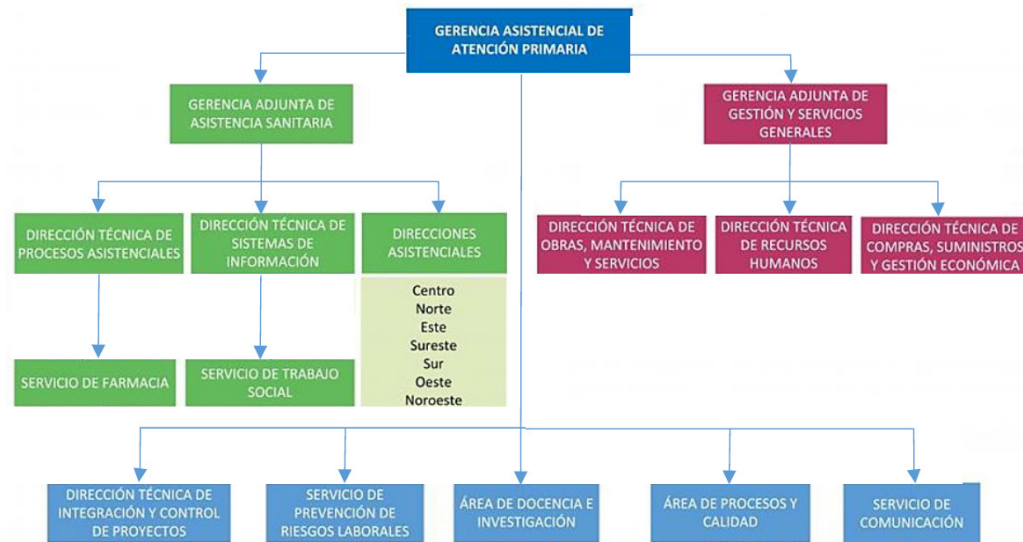 GERENCIA ASISTENCIAL DE
ATENCIÓN PRIMARIA
GERENCIA ADJUNTA DE
ASISTENCIA SANITARIA
GERENCIA ADJUNTA DE
GESTIÓN Y SERVICIOS
GENERALES
DIRECCIÓN TÉCNICA DE
PROCESOS ASISTENCIALES
DIRECCIÓN TÉCNICA DE
SISTEMAS DE
INFORMACIÓN
DIRECCIONES
ASISTENCIALES
DIRECCIÓN TÉCNICA DE
OBRAS, MANTENIMIENTO
Y SERVICIOS
DIRECCIÓN TÉCNICA
DE RECURSOS
HUMANOS
DIRECCIÓN TÉCNICA DE
COMPRAS, SUMINISTROS
Y GESTIÓN ECONÓMICA
Centro
Norte
Este
Sureste
Sur
Oeste
Noroeste
SERVICIO DE FARMACIA
SERVICIO DE TRABAJO
SOCIAL
DIRECCIÓN TÉCNICA DE
INTEGRACIÓN Y CONTROL
DE PROYECTOS
SERVICIO DE
PREVENCIÓN DE
RIESGOS LABORALES
ÁREA DE DOCENCIA E
INVESTIGACIÓN
ÁREA DE PROCESOS Y
CALIDAD
SERVICIO DE
COMUNICACIÓN